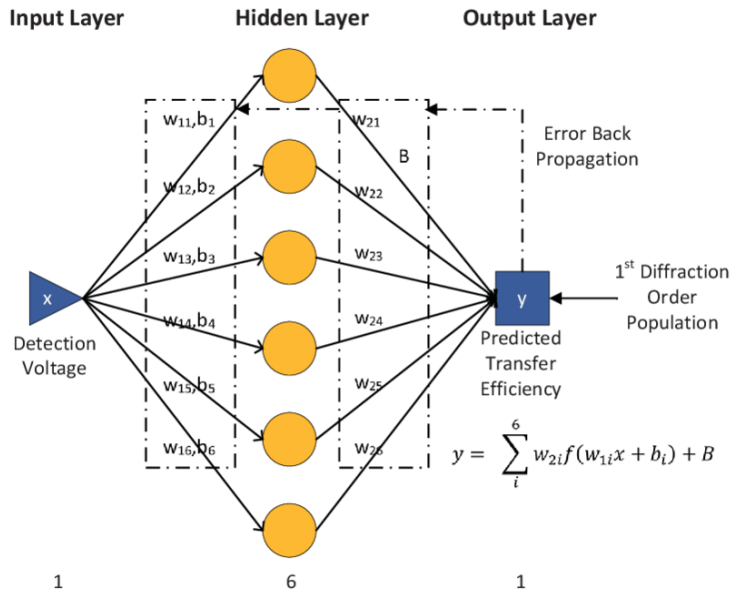 Input Layer
Hidden Layer
Output Layer
w₁₁,b₁
w₁₂,b₂
w₁₃,b₃
w₁₄,b₄
w₁₅,b₅
w₁₆,b₆
w₂₁
B
w₂₂
w₂₃
w₂₄
w₂₅
w₂₆
Error Back
Propagation
x
Detection
Voltage
y
Predicted
Transfer
Efficiency
1ˢᵗ Diffraction
Order
Population
6
y = ∑ w₂ᵢf(w₁ᵢx + bᵢ) + B
i
1
6
1